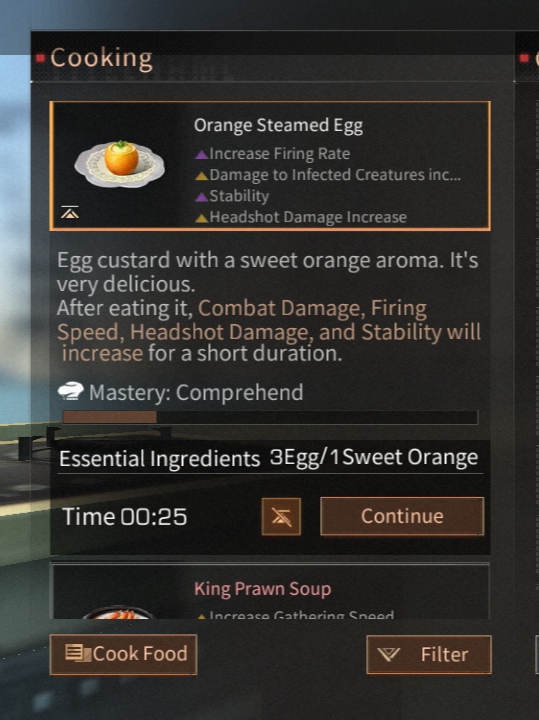 Cooking
Orange Steamed Egg
Increase Firing Rate
Damage to Infected Creatures inc...
Stability
Headshot Damage Increase
Egg custard with a sweet orange aroma. It's
very delicious.
After eating it, Combat Damage, Firing
Speed, Headshot Damage, and Stability will
increase for a short duration.
Mastery: Comprehend
Essential Ingredients 3Egg/1Sweet Orange
Time 00:25
Continue
King Prawn Soup
Increase Gathering Speed
Cook Food
Filter